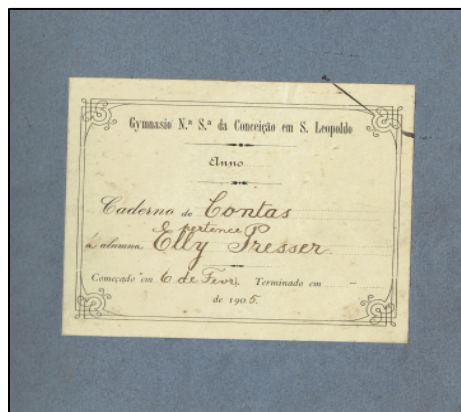 Gymnasio N.ª S.ª da Conceição em S. Leopoldo
Anno
Caderno de Contas
pertence
á alumna Elly Presser.
Começado em 6 de Fevr. Terminado em —
de 1905.